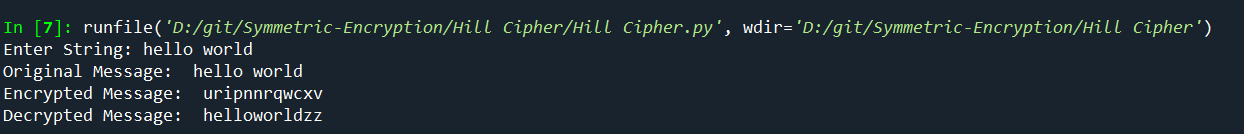 In [7]: runfile('D:/git/Symmetric-Encryption/Hill Cipher/Hill Cipher.py', wdir='D:/git/Symmetric-Encryption/Hill Cipher')
Enter String: hello world
Original Message:  hello world
Encrypted Message:  uripnnrqwcxv
Decrypted Message:  helloworldzz